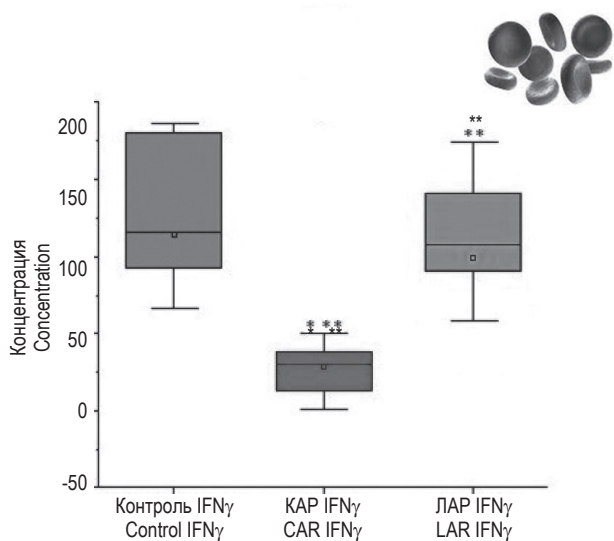 Концентрация
Concentration
200
150
100
50
0
-50
* **
* **
**
**
Контроль IFNγ
Control IFNγ
КАР IFNγ
CAR IFNγ
ЛАР IFNγ
LAR IFNγ